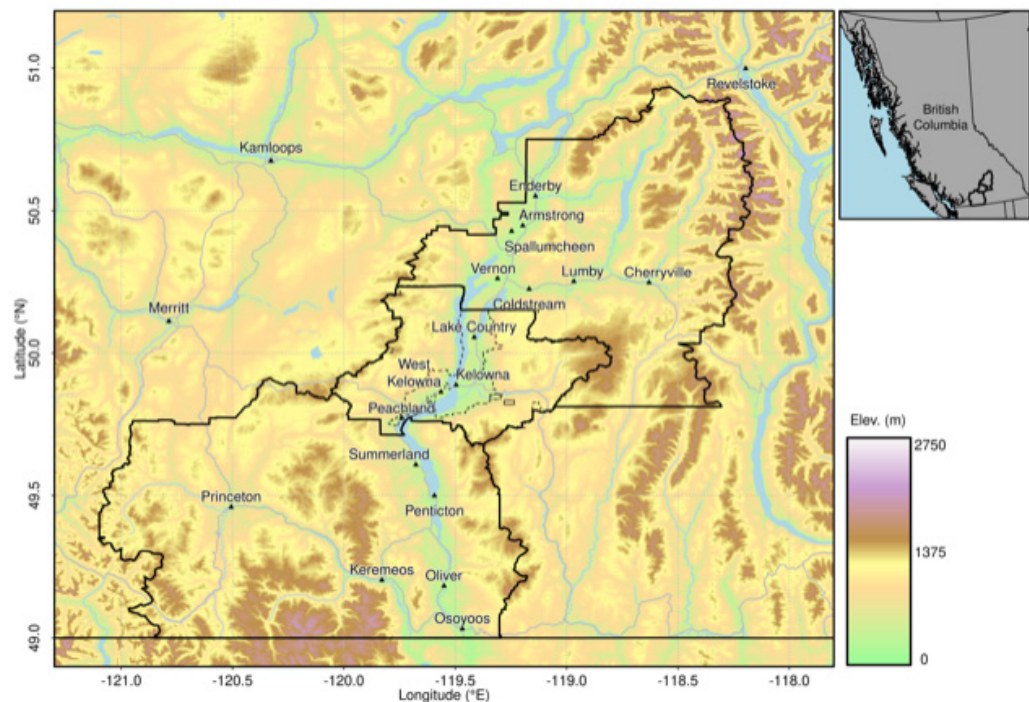 51.0
50.5
50.0
49.5
49.0
Latitude (°N)
Revelstoke
Kamloops
Enderby
Armstrong
Spallumcheen
Vernon
Lumby
Cherryville
Coldstream
Merritt
Lake Country
West
Kelowna
Kelowna
Peachland
Summerland
Princeton
Penticton
Keremeos
Oliver
Osoyoos
-121.0
-120.5
-120.0
-119.5
-119.0
-118.5
-118.0
Longitude (°E)
British
Columbia
Elev. (m)
2750
1375
0